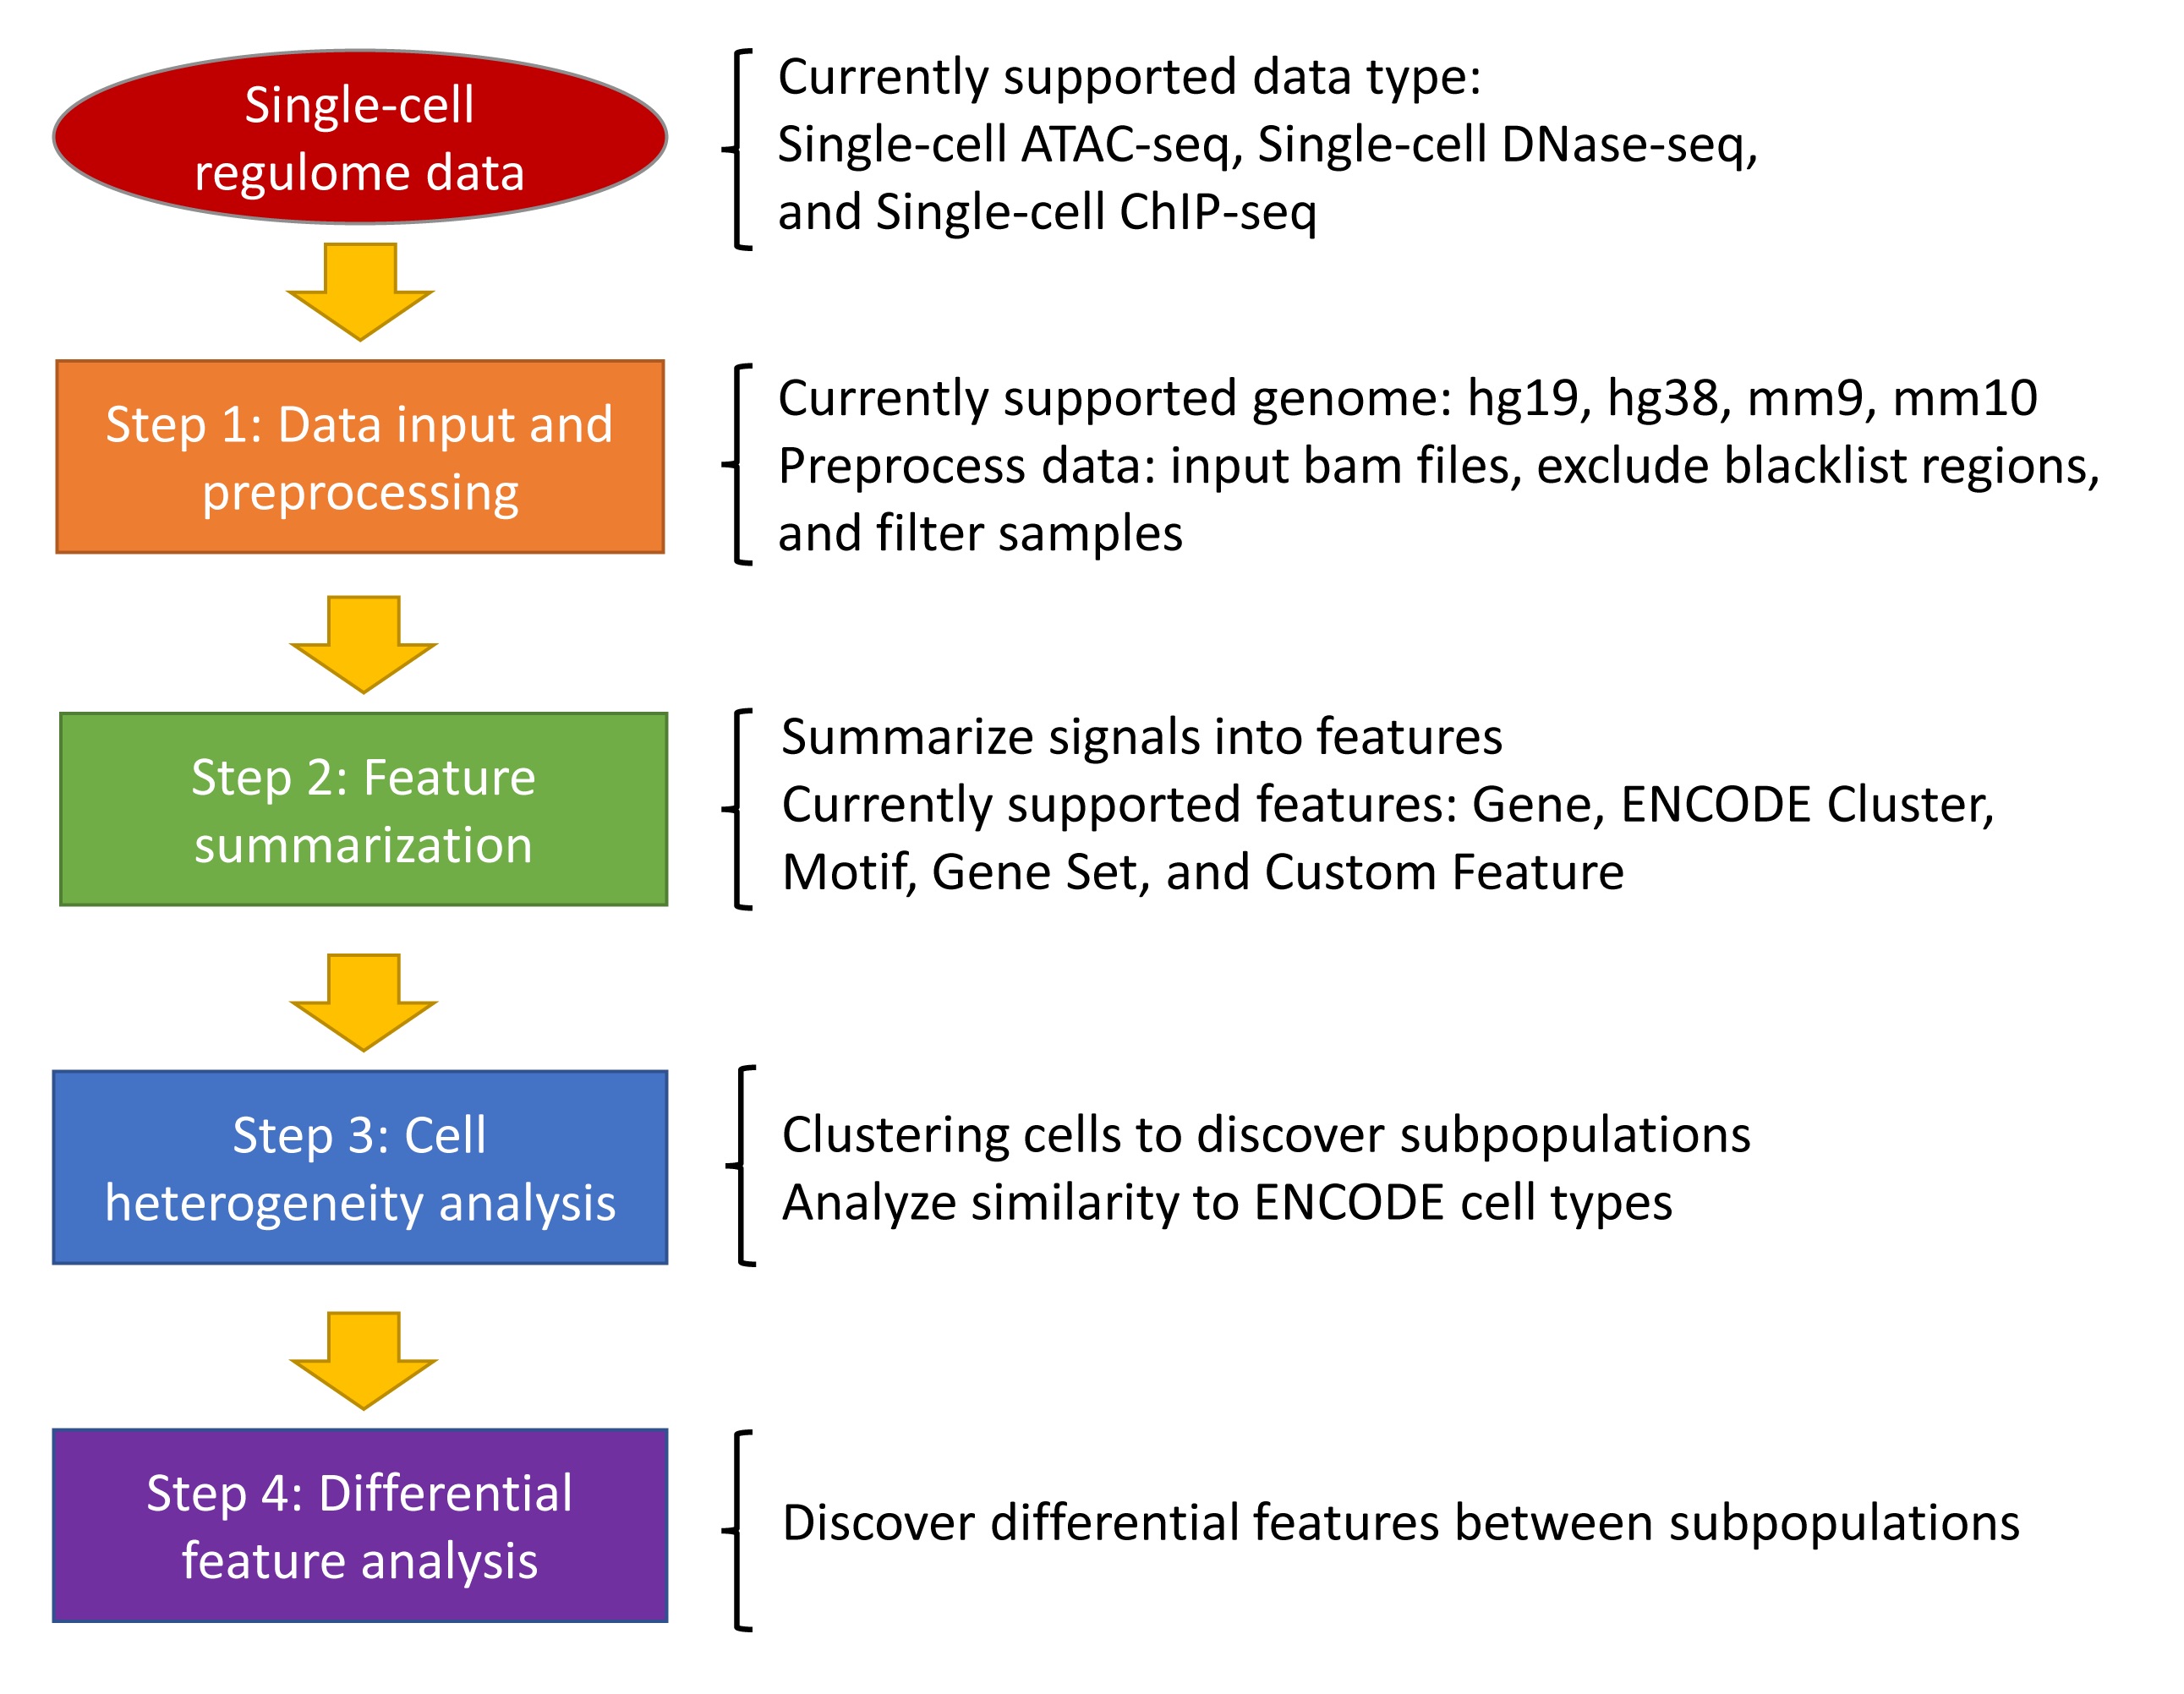 Single-cell
regulome data
Currently supported data type:
Single-cell ATAC-seq, Single-cell DNase-seq,
and Single-cell ChIP-seq
Step 1: Data input and
preprocessing
Currently supported genome: hg19, hg38, mm9, mm10
Preprocess data: input bam files, exclude blacklist regions,
and filter samples
Step 2: Feature
summarization
Summarize signals into features
Currently supported features: Gene, ENCODE Cluster,
Motif, Gene Set, and Custom Feature
Step 3: Cell
heterogeneity analysis
Clustering cells to discover subpopulations
Analyze similarity to ENCODE cell types
Step 4: Differential
feature analysis
Discover differential features between subpopulations